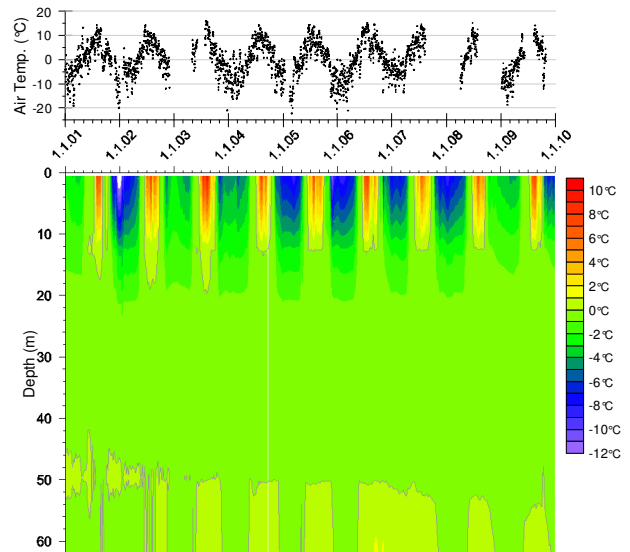 20
10
0
-10
-20
Air Temp. (°C)
1.1.01 1.1.02 1.1.03 1.1.04 1.1.05 1.1.06 1.1.07 1.1.08 1.1.09 1.1.10
0
10
20
30
40
50
60
Depth (m)
10°C
8°C
6°C
4°C
2°C
0°C
-2°C
-4°C
-6°C
-8°C
-10°C
-12°C